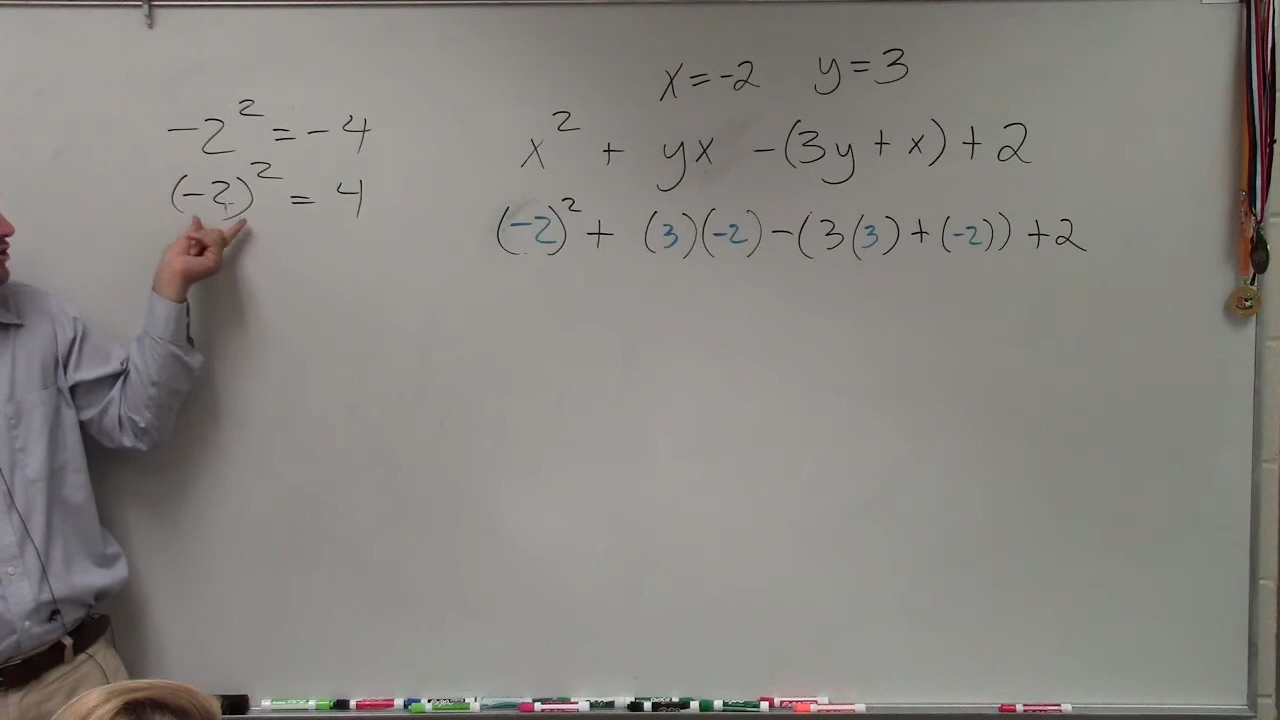 -2² = -4
(-2)² = 4
x = -2 y = 3
x² + yx - (3y + x) + 2
(-2)² + (3)(-2) - (3(3) + (-2)) + 2